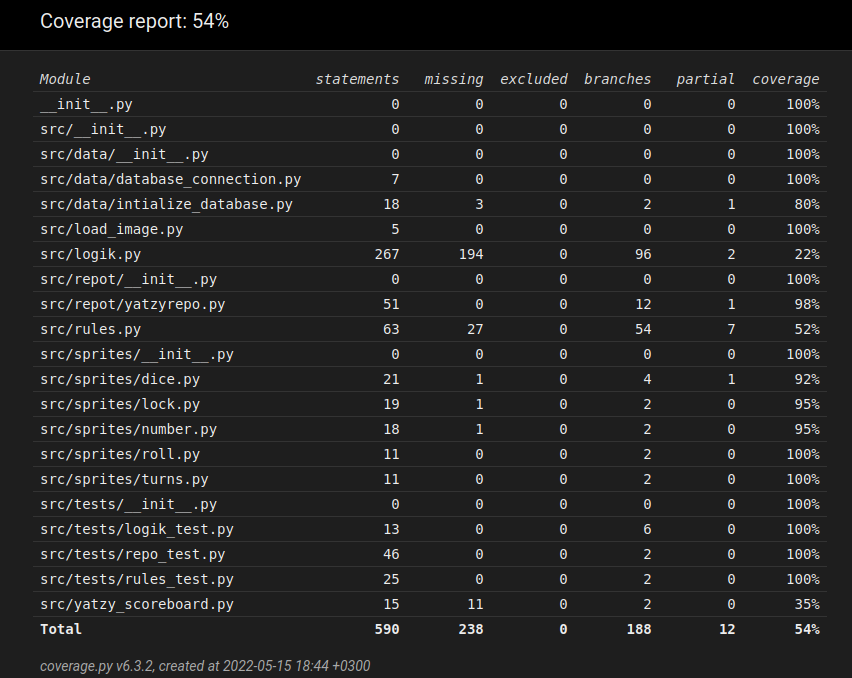 Coverage report: 54%
Module statements missing excluded branches partial coverage
__init__.py 0 0 0 0 0 100%
src/__init__.py 0 0 0 0 0 100%
src/data/__init__.py 0 0 0 0 0 100%
src/data/database_connection.py 7 0 0 0 0 100%
src/data/intialize_database.py 18 3 0 2 1 80%
src/load_image.py 5 0 0 0 0 100%
src/logik.py 267 194 0 96 2 22%
src/repot/__init__.py 0 0 0 0 0 100%
src/repot/yatzyrepo.py 51 0 0 12 1 98%
src/rules.py 63 27 0 54 7 52%
src/sprites/__init__.py 0 0 0 0 0 100%
src/sprites/dice.py 21 1 0 4 1 92%
src/sprites/lock.py 19 1 0 2 0 95%
src/sprites/number.py 18 1 0 2 0 95%
src/sprites/roll.py 11 0 0 2 0 100%
src/sprites/turns.py 11 0 0 2 0 100%
src/tests/__init__.py 0 0 0 0 0 100%
src/tests/logik_test.py 13 0 0 6 0 100%
src/tests/repo_test.py 46 0 0 2 0 100%
src/tests/rules_test.py 25 0 0 2 0 100%
src/yatzy_scoreboard.py 15 11 0 2 0 35%
Total 590 238 0 188 12 54%
coverage.py v6.3.2, created at 2022-05-15 18:44 +0300